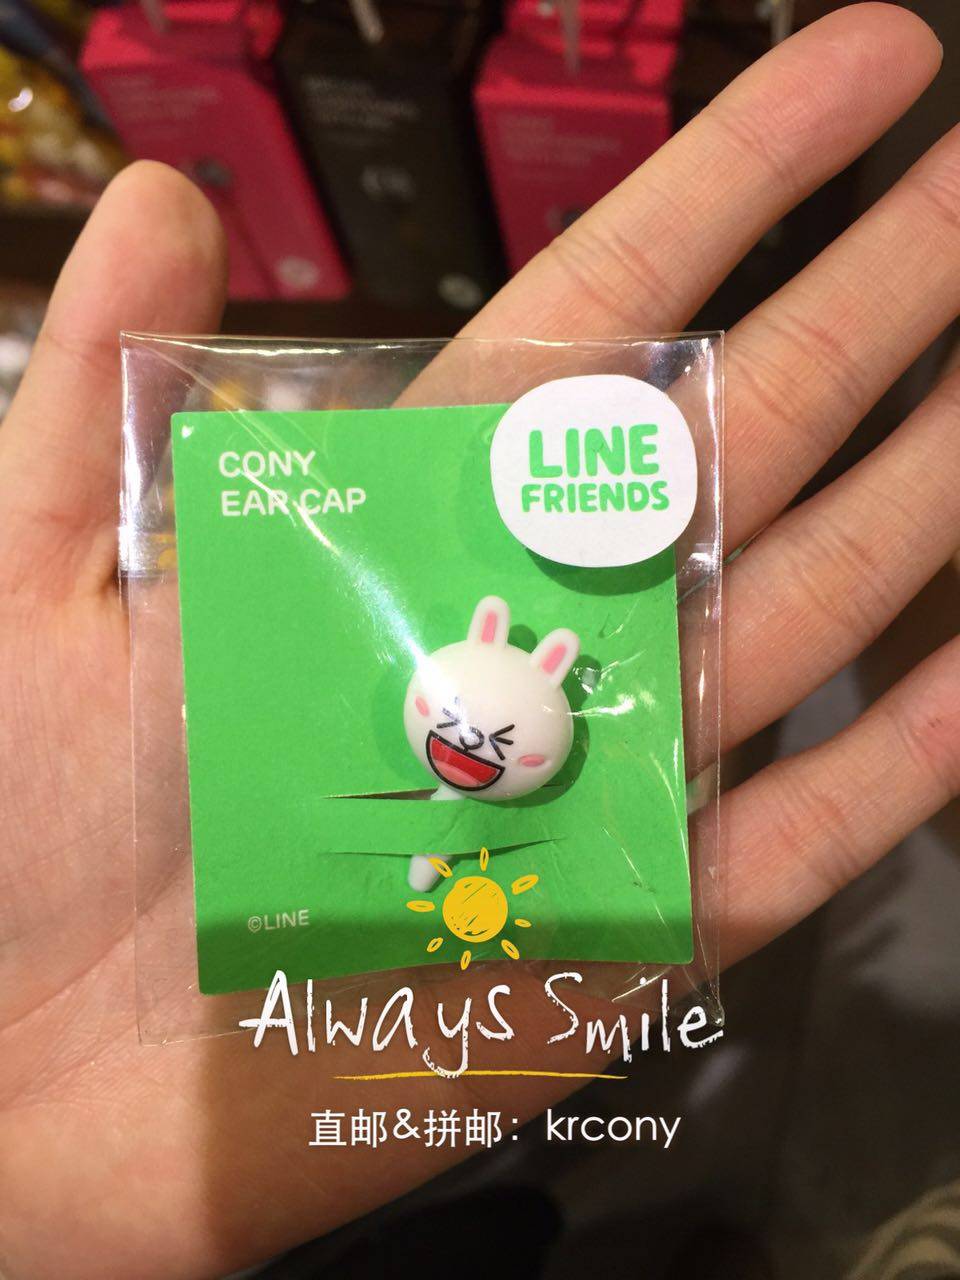 CONY
EAR CAP
LINE
FRIENDS
©LINE
Always Smile
直邮&拼邮：krcony